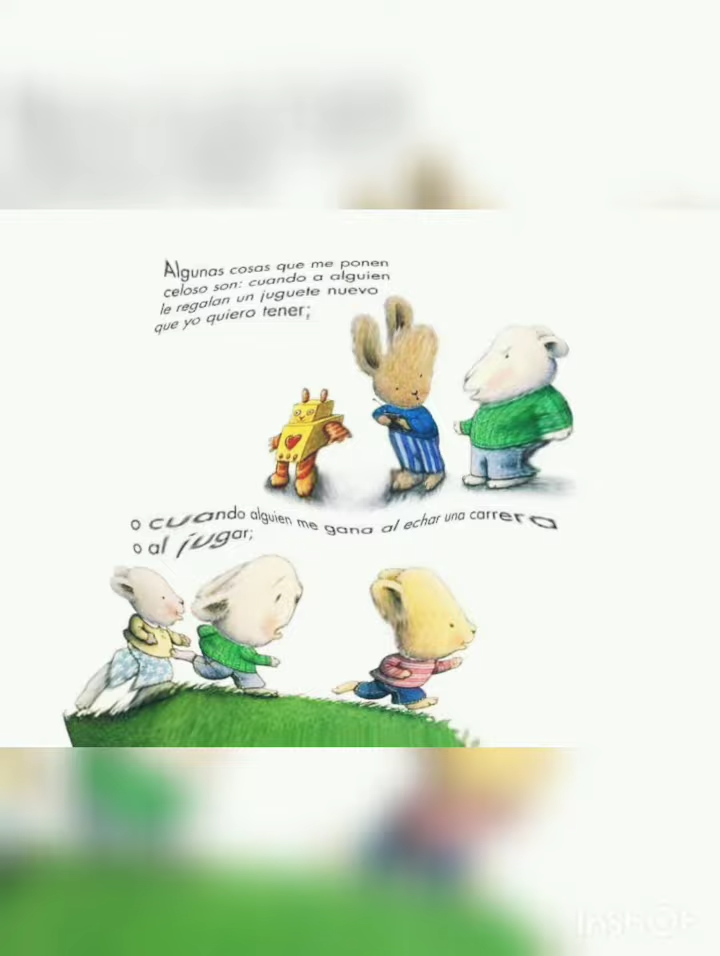 Algunas cosas que me ponen
celoso son: cuando a alguien
le regalan un juguete nuevo
que yo quiero tener;
o cuando alguien me gana al echar una carrera
o al jugar;
InShOt